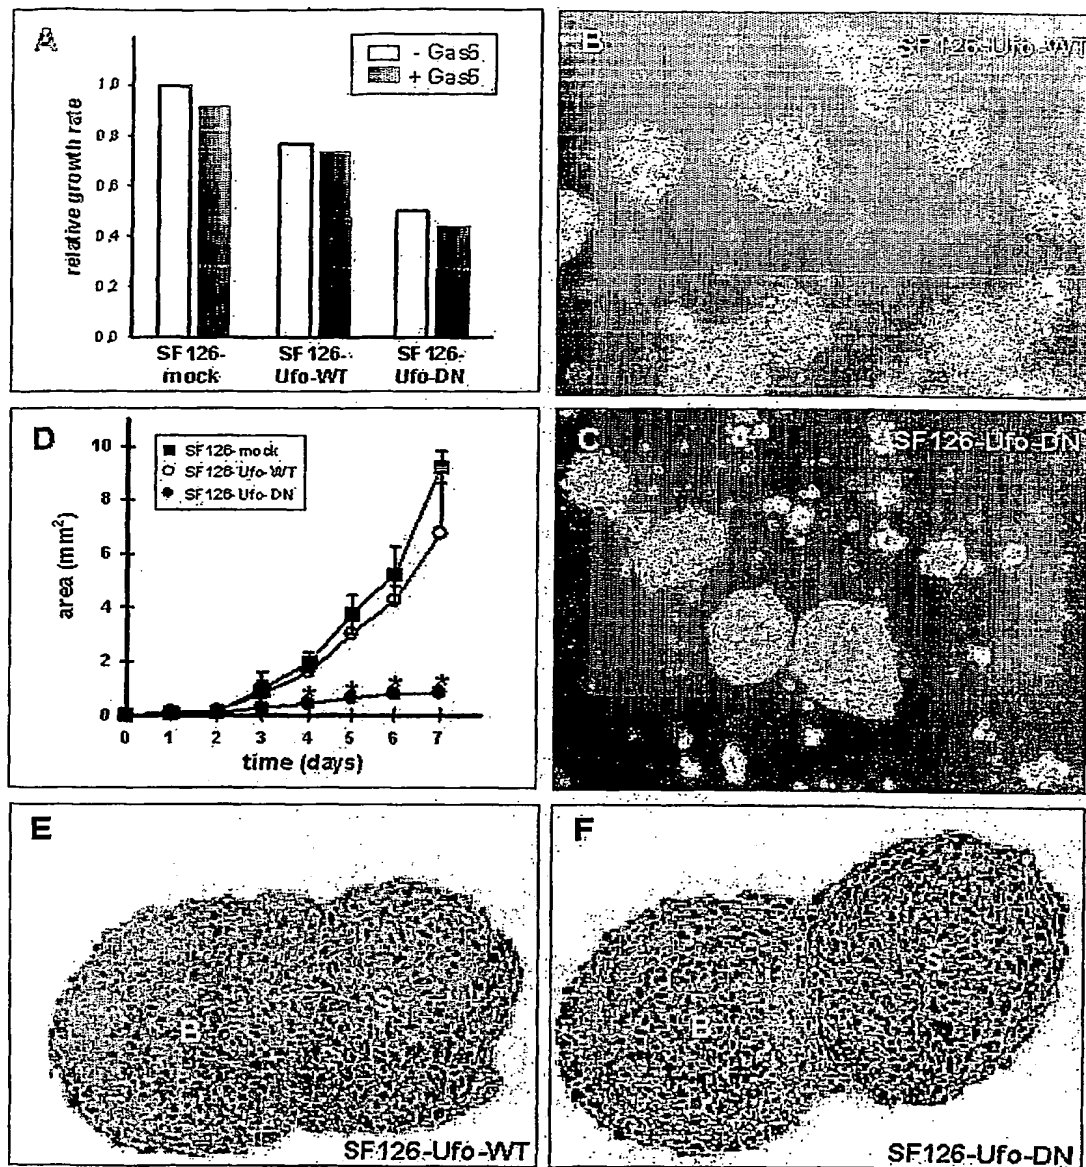 A
- Gas6
+ Gas6
relative growth rate
1.0
0.8
0.6
0.4
0.2
0.0
SF126-
mock
SF126-
Ufo-WT
SF126-
Ufo-DN
B
SF126-Ufo-WT
D
SF126-mock
SF126-Ufo-WT
SF126-Ufo-DN
area (mm²)
10
8
6
4
2
0
* * * *
0 1 2 3 4 5 6 7
time (days)
C
SF126-Ufo-DN
E
B
S
SF126-Ufo-WT
F
B
S
SF126-Ufo-DN